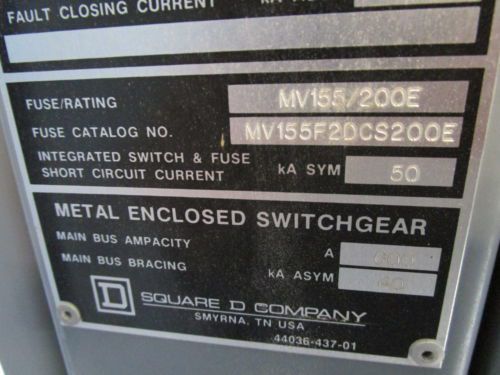 FAULT CLOSING CURRENT
FUSE/RATING MV155/200E
FUSE CATALOG NO. MV155F2DCS200E
INTEGRATED SWITCH & FUSE
SHORT CIRCUIT CURRENT kA SYM 50
METAL ENCLOSED SWITCHGEAR
MAIN BUS AMPACITY A 600
MAIN BUS BRACING kA ASYM
D SQUARE D COMPANY
SMYRNA, TN USA
44036-437-01